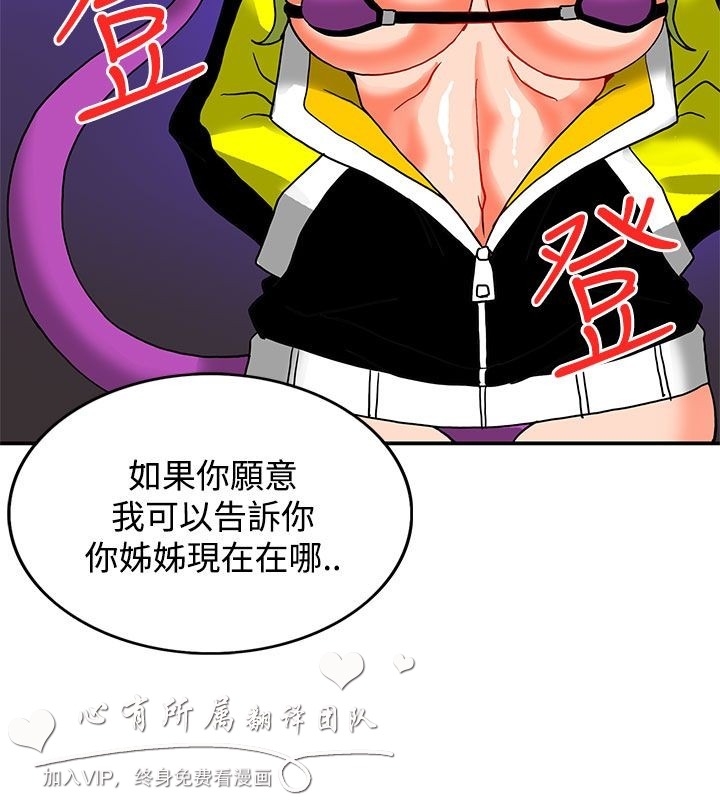 登
登
如果你願意
我可以告訴你
你姊姊現在在哪..
心有所属翻译团队
加入VIP，终身免费看漫画